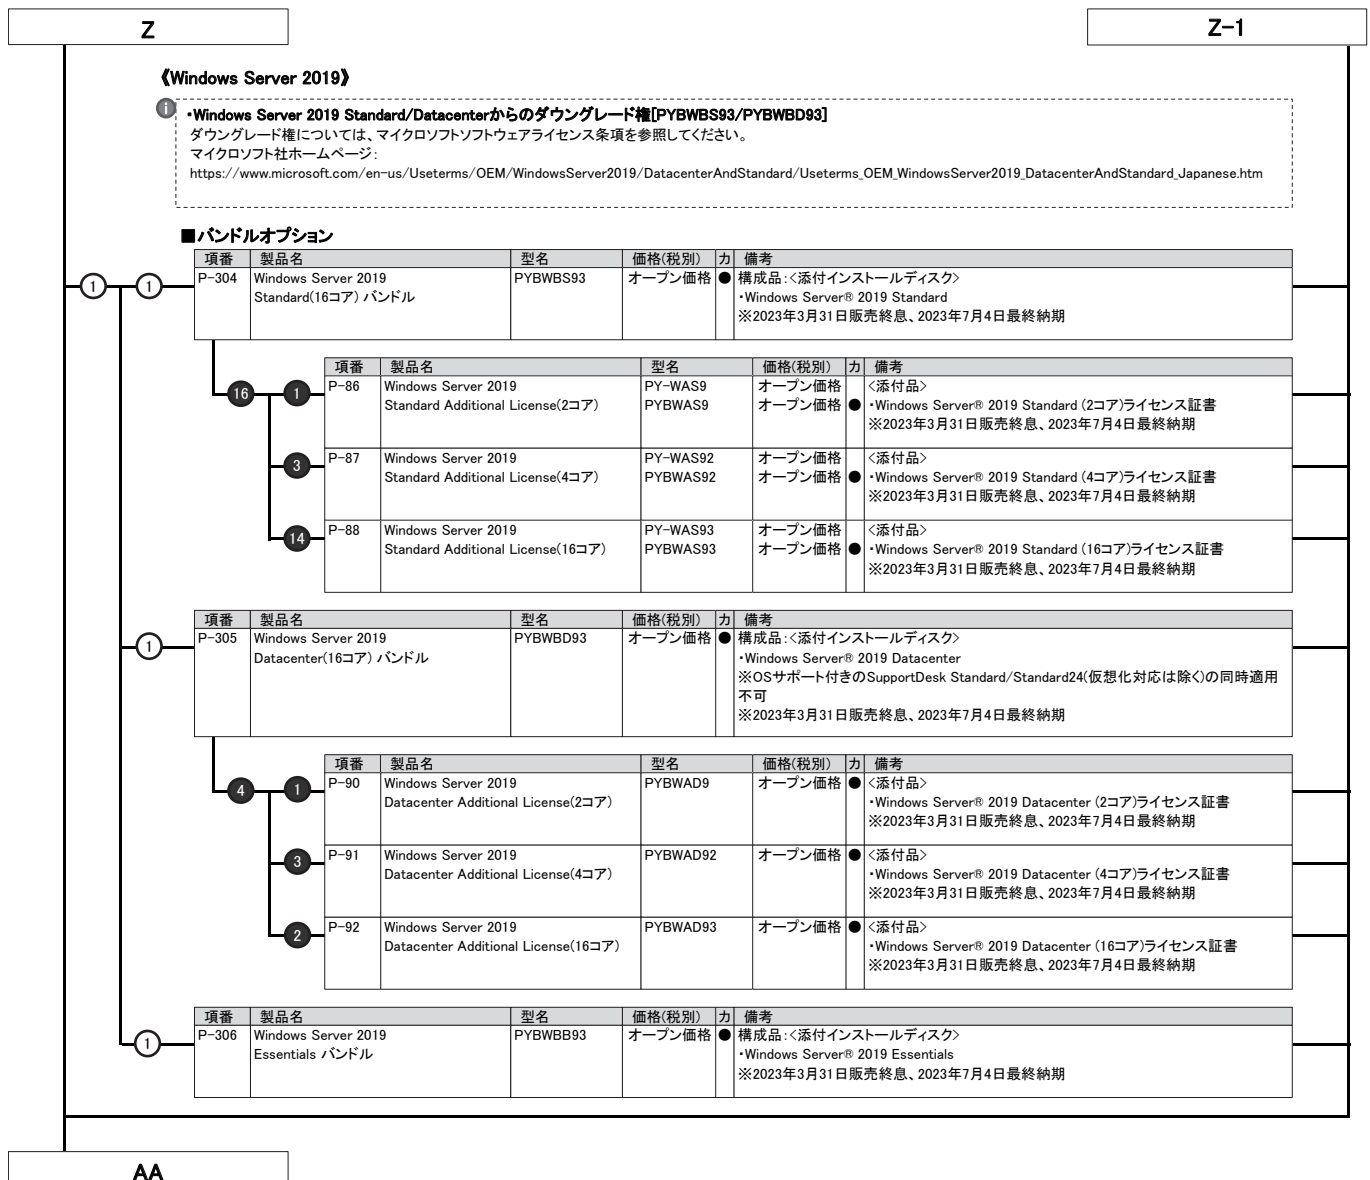 Z
Z-1
《Windows Server 2019》
i
・Windows Server 2019 Standard/Datacenterからのダウングレード権[PYBWBS93/PYBWBD93]
ダウングレード権については、マイクロソフトソフトウェアライセンス条項を参照してください。
マイクロソフト社ホームページ:
https://www.microsoft.com/en-us/Useterms/OEM/WindowsServer2019/DatacenterAndStandard/Useterms_OEM_WindowsServer2019_DatacenterAndStandard_Japanese.htm
■バンドルオプション
項番 製品名 型名 価格(税別) カ 備考
1 1 P-304 Windows Server 2019 PYBWBS93 オープン価格 ● 構成品:<添付インストールディスク>
Standard(16コア) バンドル ・Windows Server® 2019 Standard
※2023年3月31日販売終息、2023年7月4日最終納期
項番 製品名 型名 価格(税別) カ 備考
16 1 P-86 Windows Server 2019 PY-WAS9 オープン価格 <添付品>
Standard Additional License(2コア) PYBWAS9 オープン価格 ● ・Windows Server® 2019 Standard (2コア)ライセンス証書
※2023年3月31日販売終息、2023年7月4日最終納期
3 P-87 Windows Server 2019 PY-WAS92 オープン価格 <添付品>
Standard Additional License(4コア) PYBWAS92 オープン価格 ● ・Windows Server® 2019 Standard (4コア)ライセンス証書
※2023年3月31日販売終息、2023年7月4日最終納期
14 P-88 Windows Server 2019 PY-WAS93 オープン価格 <添付品>
Standard Additional License(16コア) PYBWAS93 オープン価格 ● ・Windows Server® 2019 Standard (16コア)ライセンス証書
※2023年3月31日販売終息、2023年7月4日最終納期
項番 製品名 型名 価格(税別) カ 備考
1 P-305 Windows Server 2019 PYBWBD93 オープン価格 ● 構成品:<添付インストールディスク>
Datacenter(16コア) バンドル ・Windows Server® 2019 Datacenter
※OSサポート付きのSupportDesk Standard/Standard24(仮想化対応は除く)の同時適用
不可
※2023年3月31日販売終息、2023年7月4日最終納期
項番 製品名 型名 価格(税別) カ 備考
4 1 P-90 Windows Server 2019 PYBWAD9 オープン価格 ● <添付品>
Datacenter Additional License(2コア) ・Windows Server® 2019 Datacenter (2コア)ライセンス証書
※2023年3月31日販売終息、2023年7月4日最終納期
3 P-91 Windows Server 2019 PYBWAD92 オープン価格 ● <添付品>
Datacenter Additional License(4コア) ・Windows Server® 2019 Datacenter (4コア)ライセンス証書
※2023年3月31日販売終息、2023年7月4日最終納期
2 P-92 Windows Server 2019 PYBWAD93 オープン価格 ● <添付品>
Datacenter Additional License(16コア) ・Windows Server® 2019 Datacenter (16コア)ライセンス証書
※2023年3月31日販売終息、2023年7月4日最終納期
項番 製品名 型名 価格(税別) カ 備考
1 P-306 Windows Server 2019 PYBWBB93 オープン価格 ● 構成品:<添付インストールディスク>
Essentials バンドル ・Windows Server® 2019 Essentials
※2023年3月31日販売終息、2023年7月4日最終納期
AA